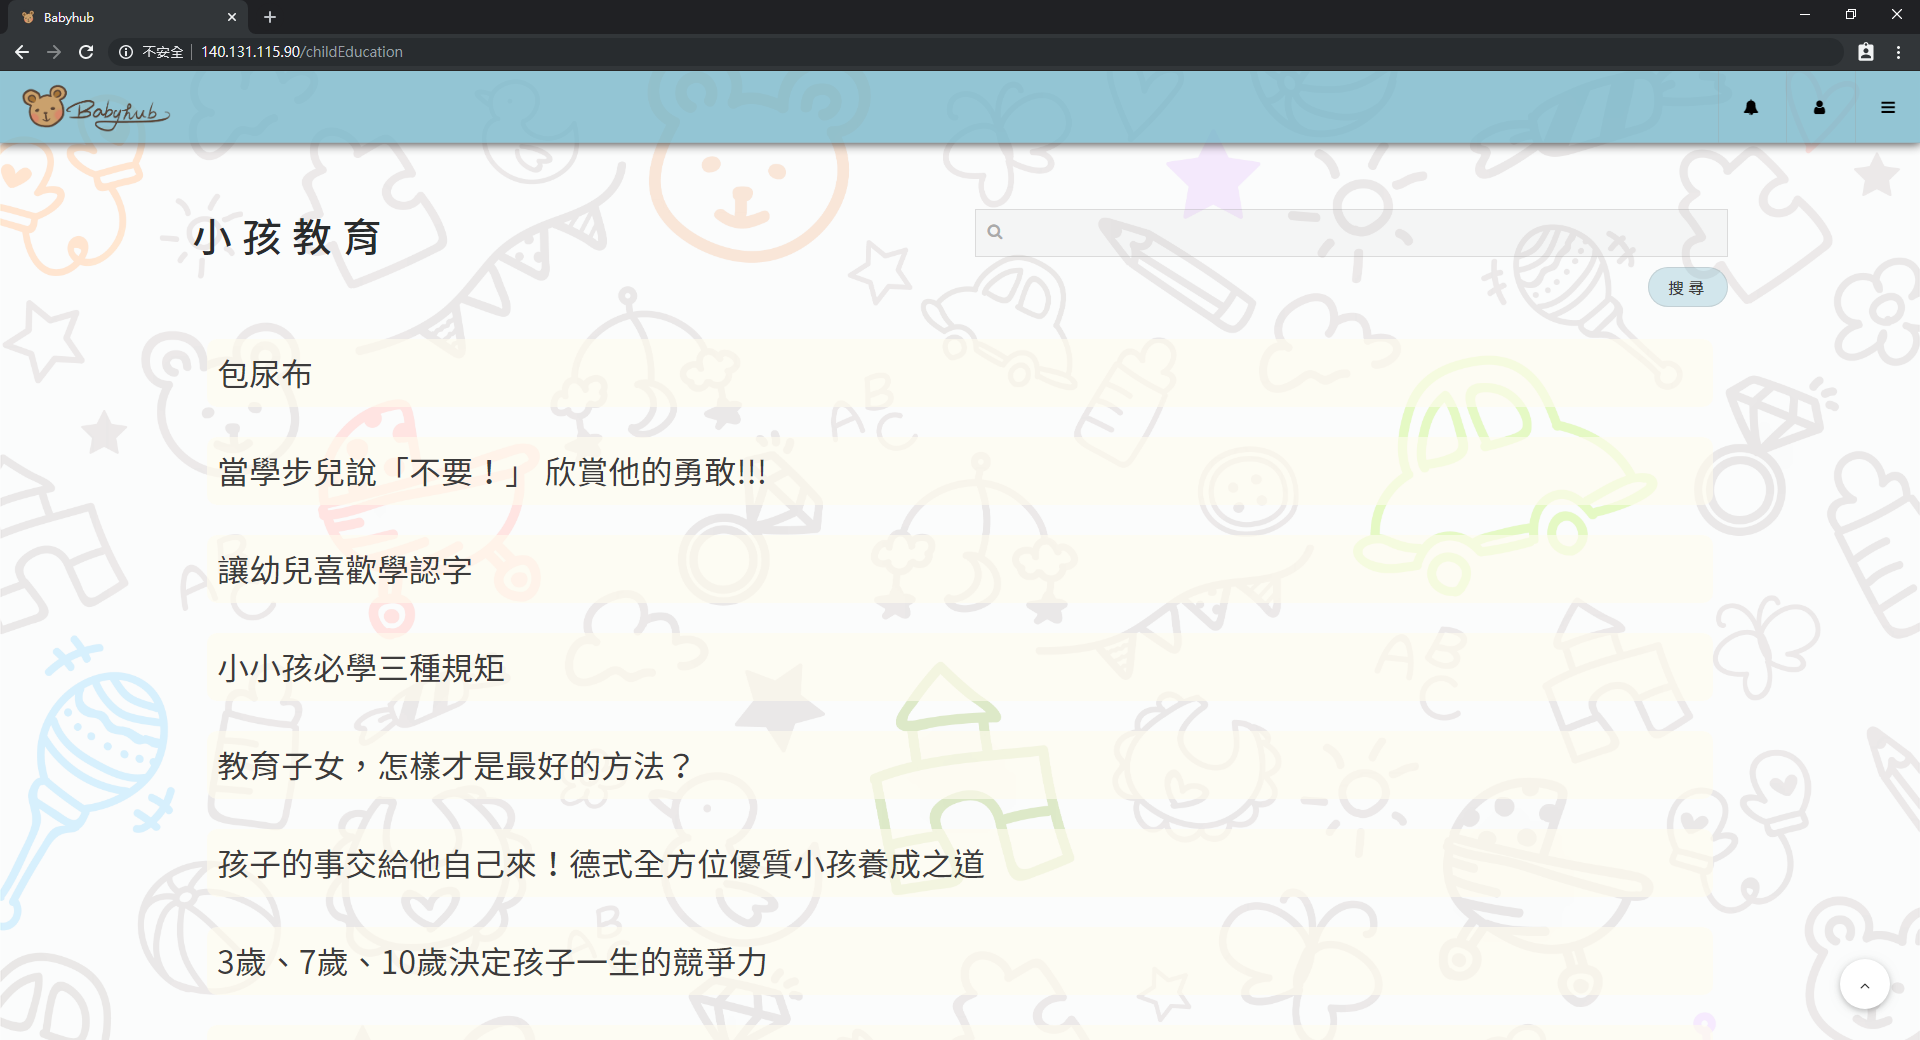 Babyhub
不安全 140.131.115.90/childEducation
Babyhub
小孩教育
搜尋
包尿布
當學步兒說「不要！」 欣賞他的勇敢!!!
讓幼兒喜歡學認字
小小孩必學三種規矩
教育子女，怎樣才是最好的方法？
孩子的事交給他自己來！德式全方位優質小孩養成之道
3歲、7歲、10歲決定孩子一生的競爭力
A B C
A B C
A B C
A B C